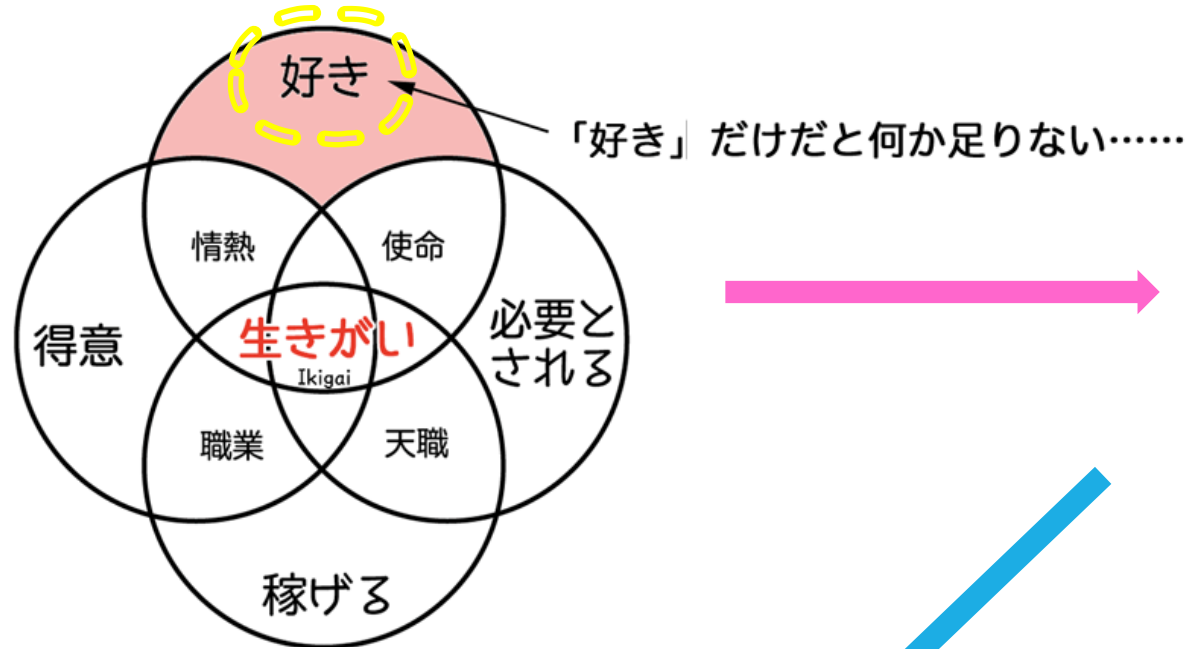 好き
「好き」だけだと何か足りない……
情熱
使命
得意
必要と
される
生きがい
Ikigai
職業
天職
稼げる